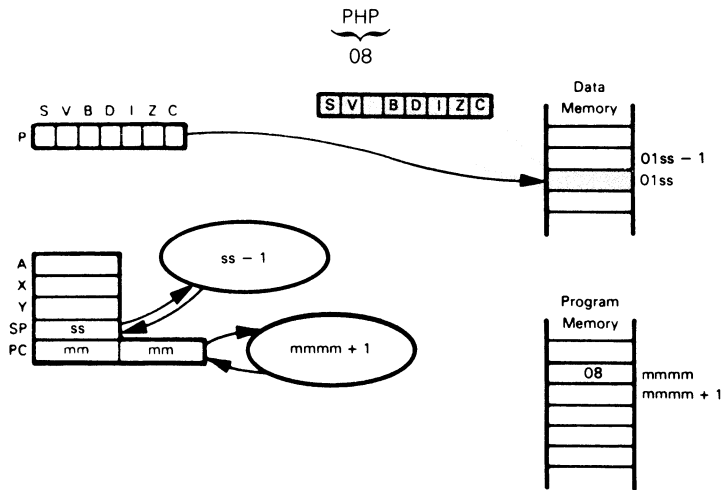 PHP
08
S V B D I Z C
P
S V B D I Z C
Data
Memory
01ss – 1
01ss
A
X
Y
SP ss
PC mm mm
ss – 1
mmmm + 1
Program
Memory
08 mmmm
mmmm + 1